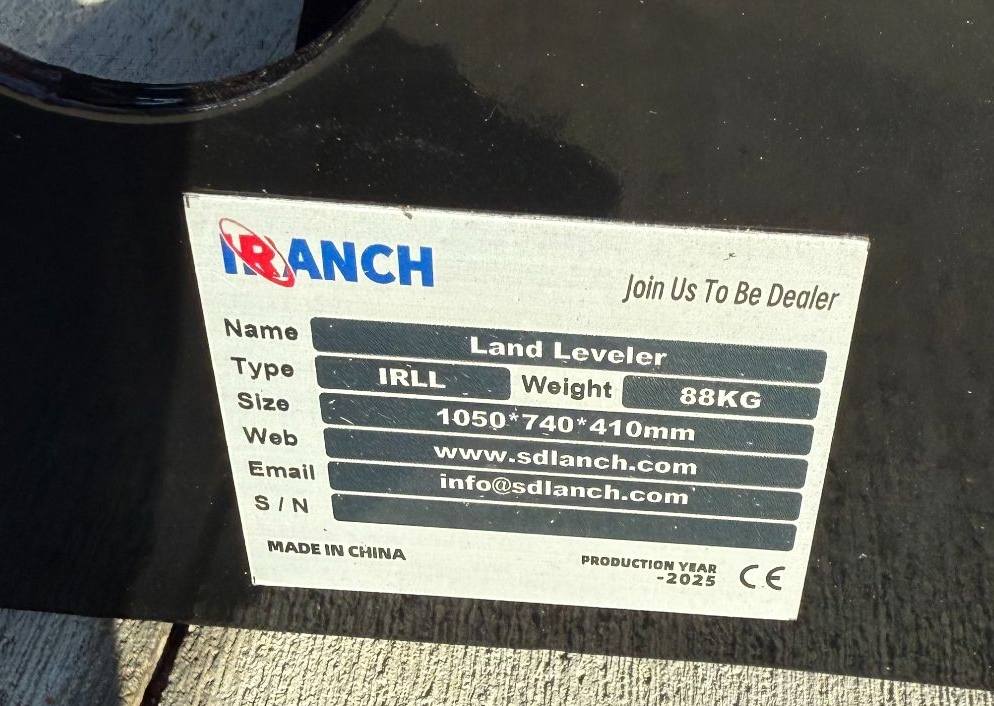 IRANCH
Join Us To Be Dealer
Name Land Leveler
Type IRLL Weight 88KG
Size 1050*740*410mm
Web www.sdlanch.com
Email info@sdlanch.com
S / N
MADE IN CHINA
PRODUCTION YEAR
-2025 CE